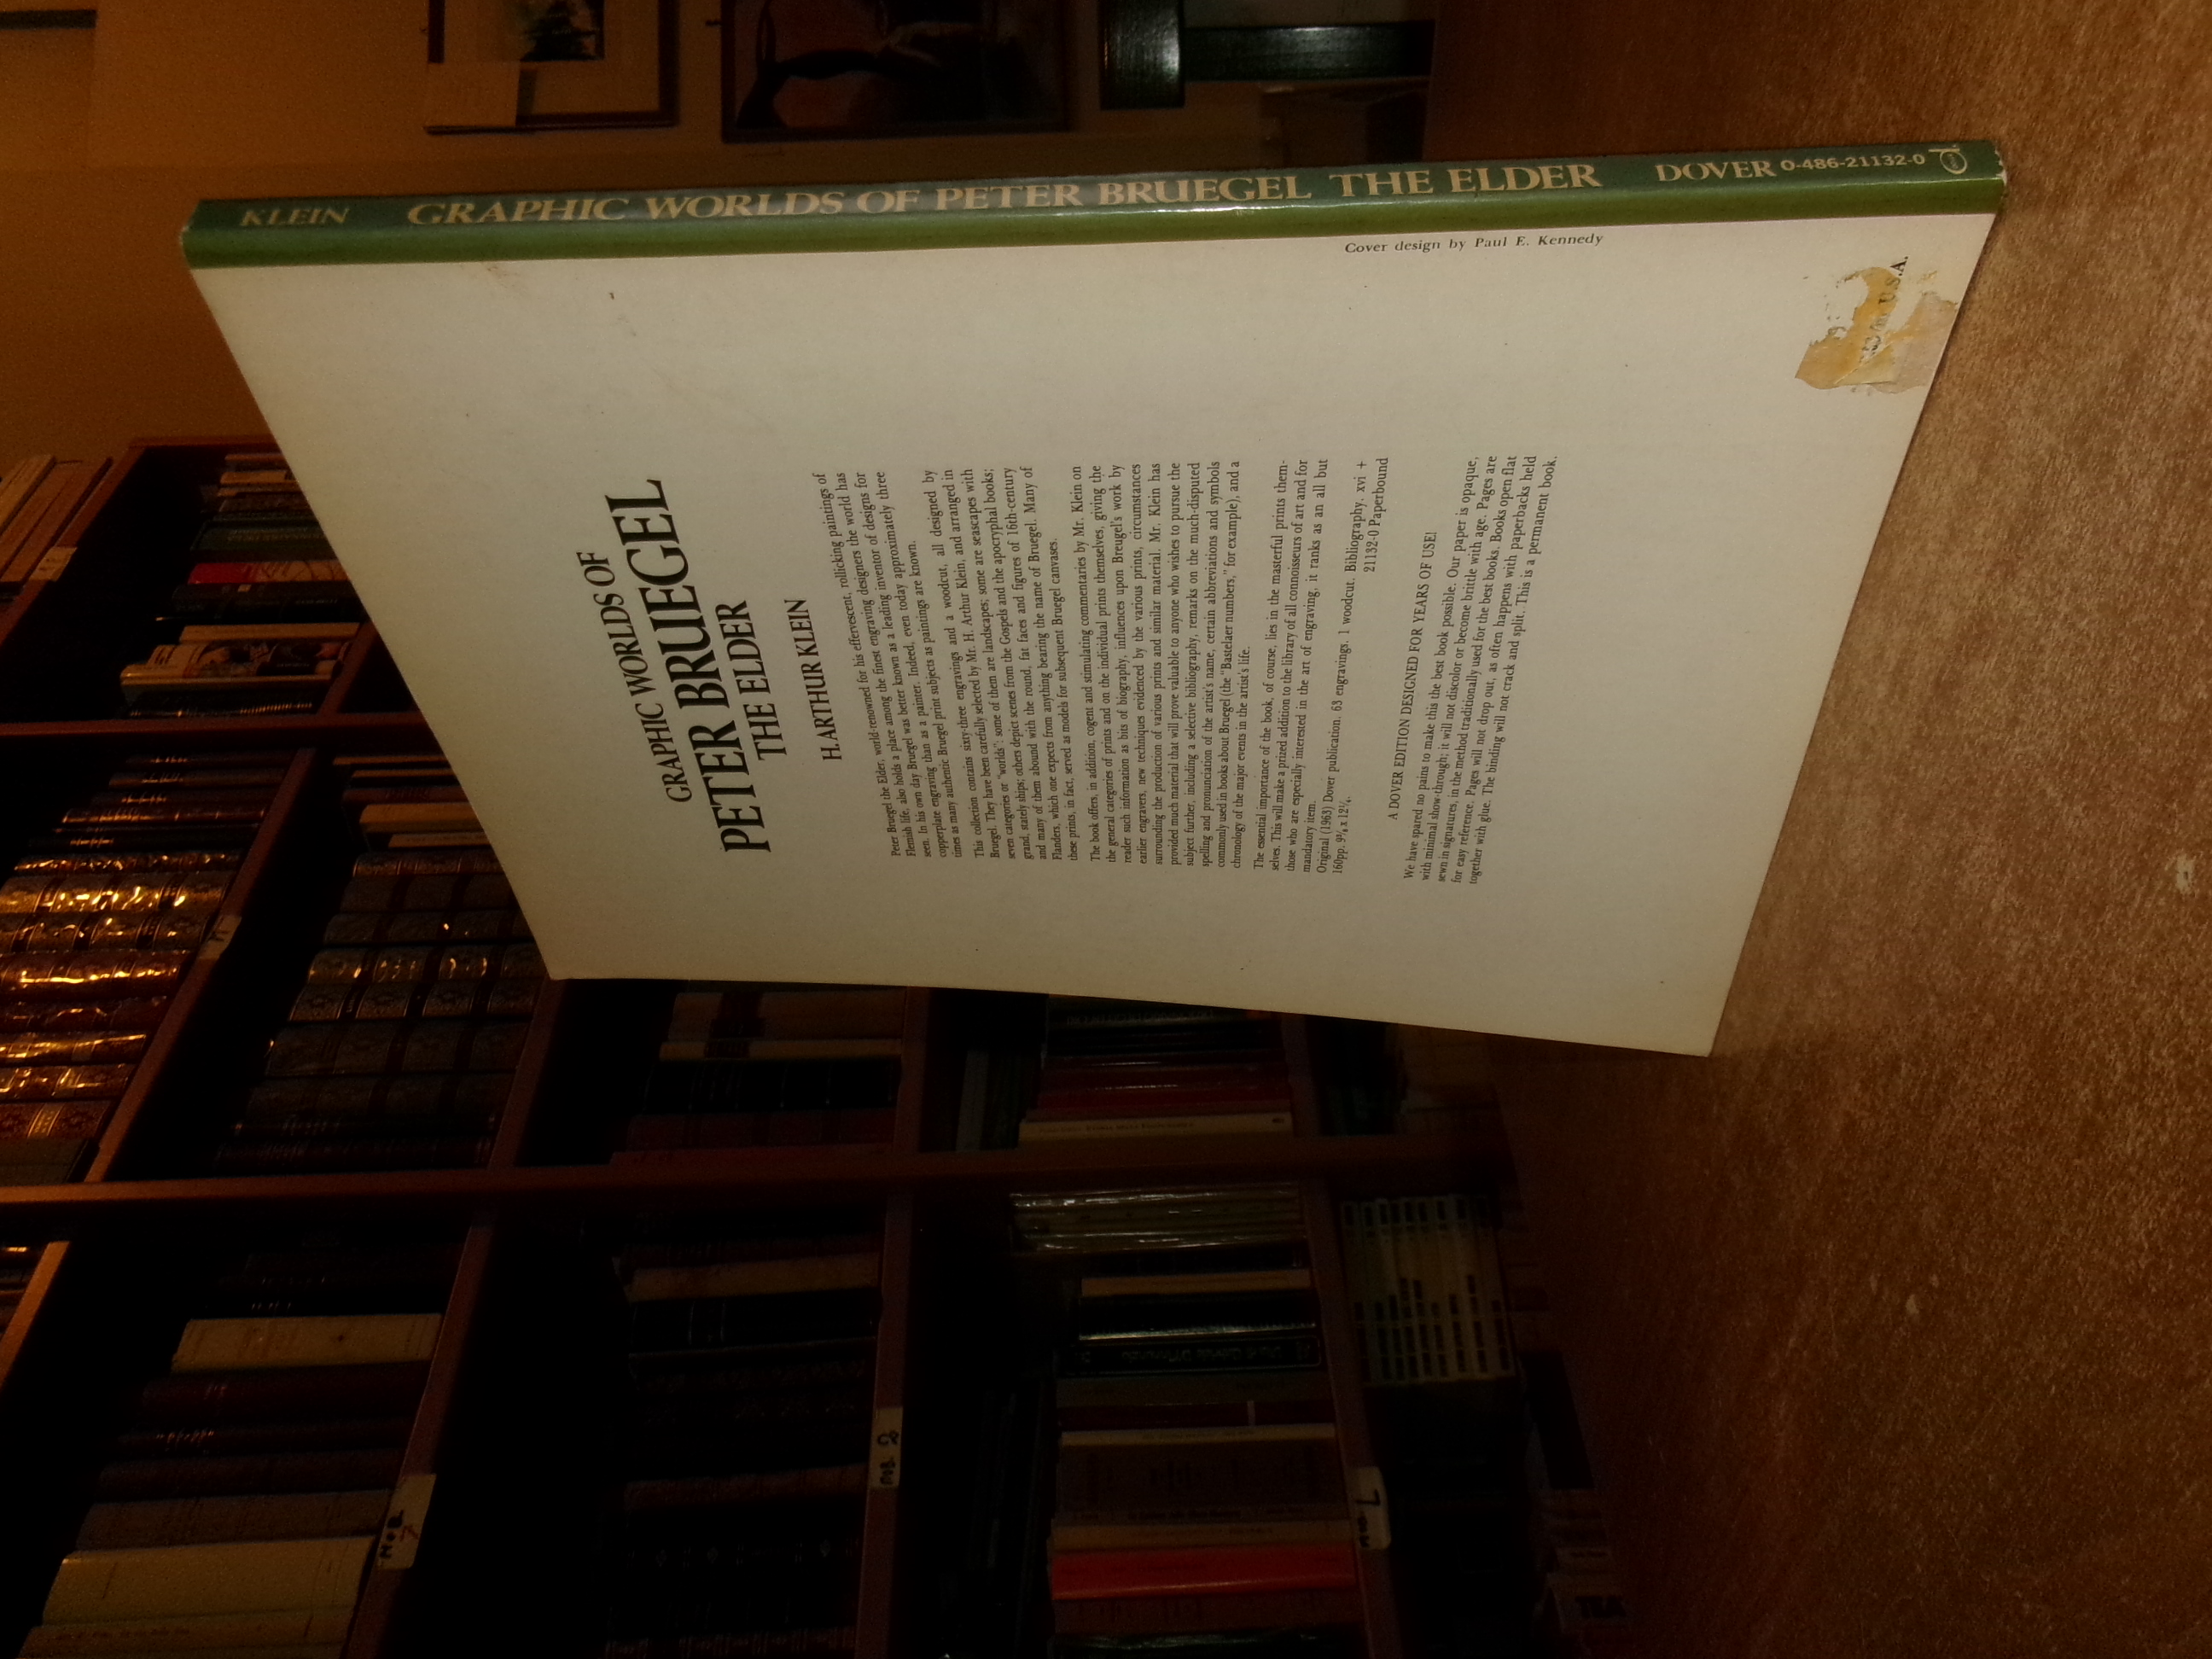 KLEIN GRAPHIC WORLDS OF PETER BRUEGEL THE ELDER DOVER 0-486-21132-0
Cover design by Paul E. Kennedy
GRAPHIC WORLDS OF
PETER BRUEGEL
THE ELDER
H. ARTHUR KLEIN
Peter Bruegel the Elder, world-renowned for his effervescent, rollicking paintings of
Flemish life, also holds a place among the finest engraving designers the world has
seen. In his own day Bruegel was better known as a leading inventor of designs for
copperplate engraving than as a painter. Indeed, even today approximately three
times as many authentic Bruegel print subjects as paintings are known.
This collection contains sixty-three engravings and a woodcut, all designed by
Bruegel. They have been carefully selected by Mr. H. Arthur Klein, and arranged in
seven categories or "worlds": some of them are landscapes; some are seascapes with
grand, stately ships; others depict scenes from the Gospels and the apocryphal books;
and many of them abound with the round, fat faces and figures of 16th-century
Flanders, which one expects from anything bearing the name of Bruegel. Many of
these prints, in fact, served as models for subsequent Bruegel canvases.
The book offers, in addition, cogent and stimulating commentaries by Mr. Klein on
the general categories of prints and on the individual prints themselves, giving the
reader such information as bits of biography, influences upon Breugel's work by
earlier engravers, new techniques evidenced by the various prints, circumstances
surrounding the production of various prints and similar material. Mr. Klein has
provided much material that will prove valuable to anyone who wishes to pursue the
subject further, including a selective bibliography, remarks on the much-disputed
spelling and pronunciation of the artist's name, certain abbreviations and symbols
commonly used in books about Bruegel (the "Bastelaer numbers," for example), and a
chronology of the major events in the artist's life.
The essential importance of the book, of course, lies in the masterful prints them-
selves. This will make a prized addition to the library of all connoisseurs of art and for
those who are especially interested in the art of engraving, it ranks as an all but
mandatory item.
Original (1963) Dover publication. 63 engravings. 1 woodcut. Bibliography. xvi +
160pp. 9⅜ x 12¼. 21132-0 Paperbound
A DOVER EDITION DESIGNED FOR YEARS OF USE!
We have spared no pains to make this the best book possible. Our paper is opaque,
with minimal show-through; it will not discolor or become brittle with age. Pages are
sewn in signatures, in the method traditionally used for the best books. Books open flat
for easy reference. Pages will not drop out, as often happens with paperbacks held
together with glue. The binding will not crack and split. This is a permanent book.
U.S.A.